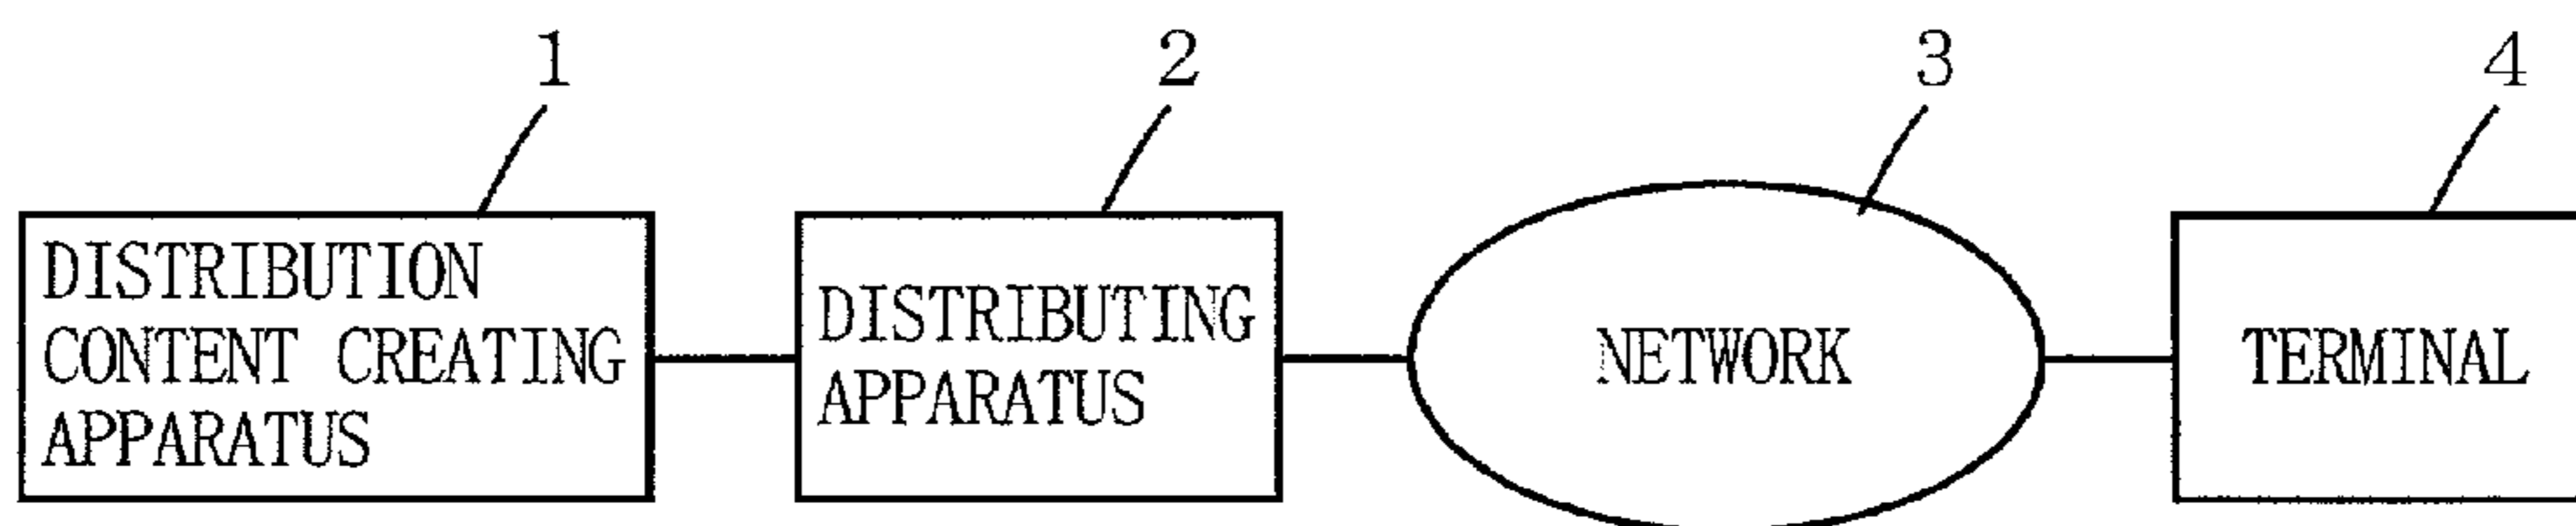 1
2
3
4
DISTRIBUTION
CONTENT CREATING
APPARATUS
DISTRIBUTING
APPARATUS
NETWORK
TERMINAL